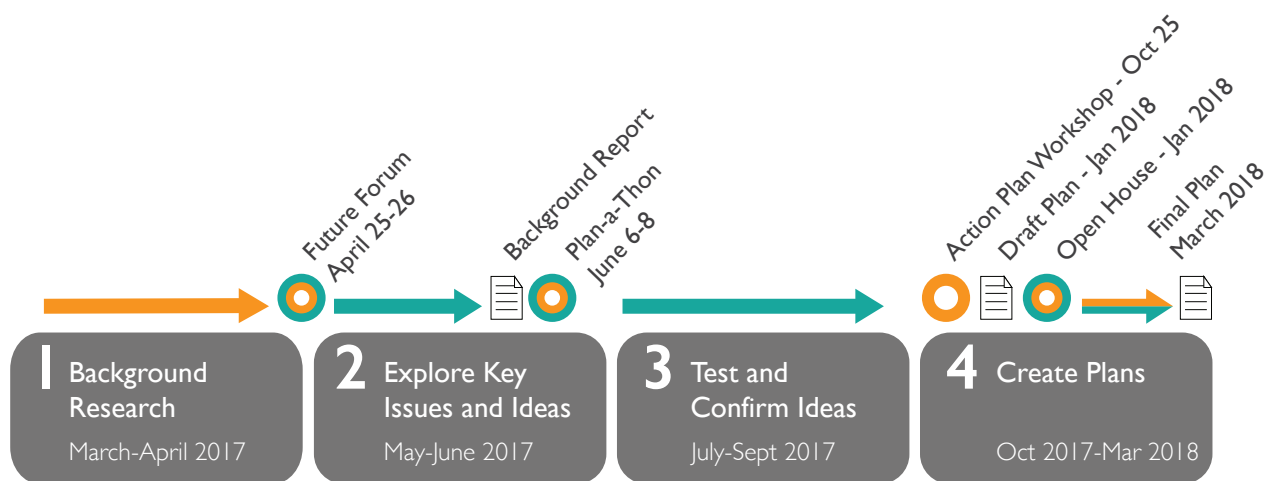 Future Forum
April 25-26
Background Report
Plan-a-Thon
June 6-8
Action Plan Workshop - Oct 25
Draft Plan - Jan 2018
Open House - Jan 2018
Final Plan
March 2018
1 Background
Research
March-April 2017
2 Explore Key
Issues and Ideas
May-June 2017
3 Test and
Confirm Ideas
July-Sept 2017
4 Create Plans
Oct 2017-Mar 2018